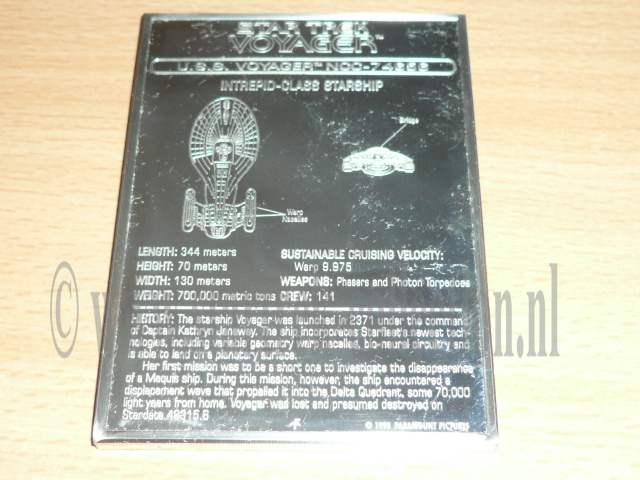 STAR TREK
VOYAGER™
U.S.S. VOYAGER™ NCC-74656
INTREPID-CLASS STARSHIP
Bridge
Warp
Nacelles
LENGTH: 344 meters
HEIGHT: 70 meters
WIDTH: 130 meters
WEIGHT: 700,000 metric tons
SUSTAINABLE CRUISING VELOCITY:
Warp 9.975
WEAPONS: Phasers and Photon Torpedoes
CREW: 141
HISTORY: The starship Voyager was launched in 2371 under the command
of Captain Kathryn Janeway. The ship incorporates Starfleet's newest tech-
nologies, including variable geometry warp nacelles, bio-neural circuitry and
is able to land on a planetary surface.
Her first mission was to be a short one to investigate the disappearance
of a Maquis ship. During this mission, however, the ship encountered a
displacement wave that propelled it into the Delta Quadrant, some 70,000
light years from home. Voyager was lost and presumed destroyed on
Stardate 48315.6
PARAMOUNT PICTURES
©
.nl